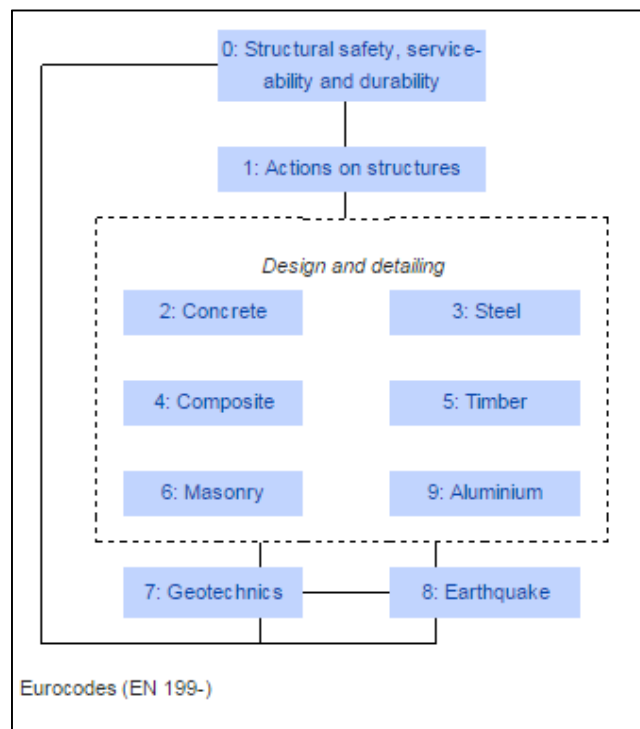 0: Structural safety, service-
ability and durability
1: Actions on structures
Design and detailing
2: Concrete
3: Steel
4: Composite
5: Timber
6: Masonry
9: Aluminium
7: Geotechnics
8: Earthquake
Eurocodes (EN 199-)